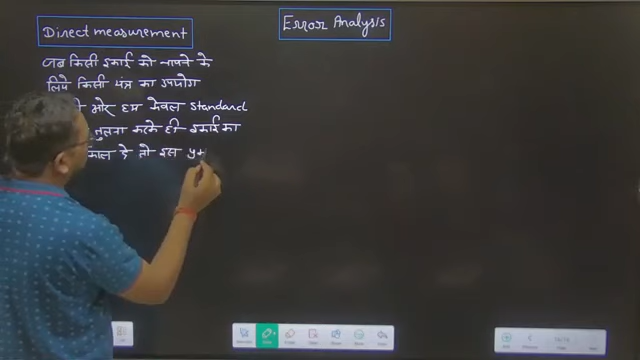 Direct measurement
Error Analysis
जब किसी इकाई को नापने के
लिये किसी यंत्र का उपयोग
और हम केवल Standard
तुलना करके ही इकाई का
दे तो इस